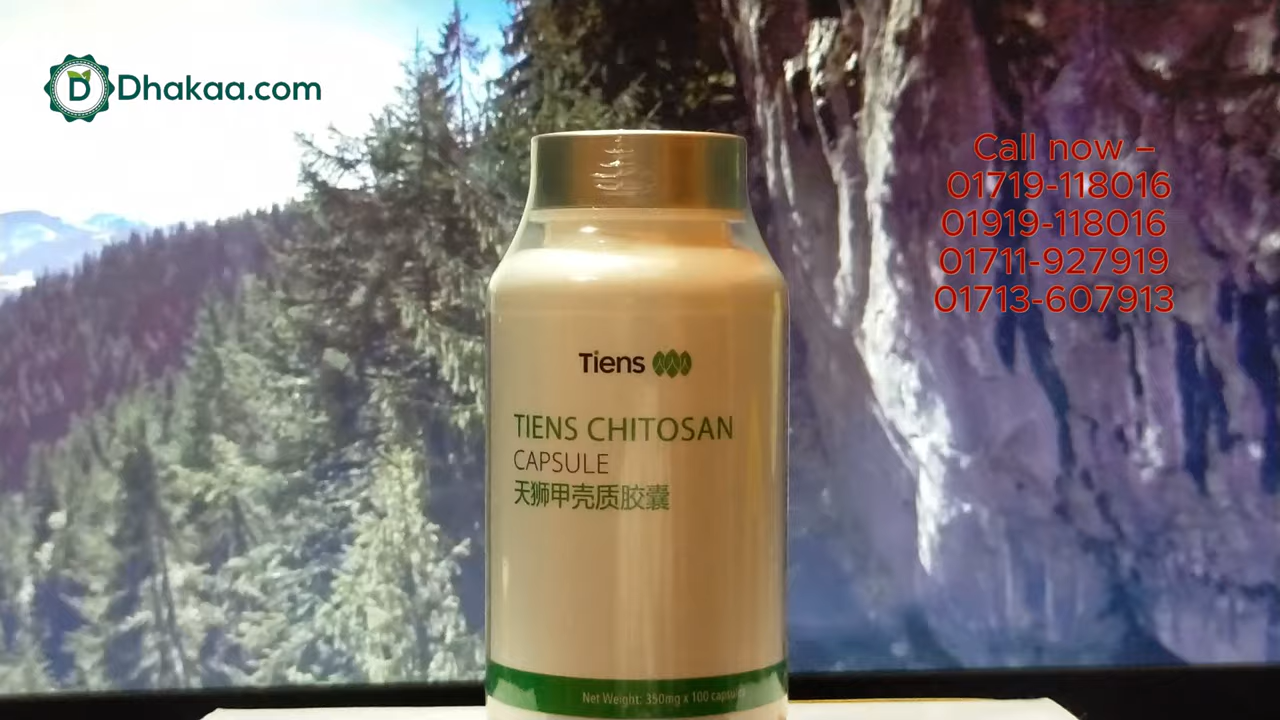 Dhakaa.com
Call now –
01719-118016
01919-118016
01711-927919
01713-607913
Tiens
TIENS CHITOSAN
CAPSULE
天狮甲壳质胶囊
Net Weight: 350mg x 100 capsules